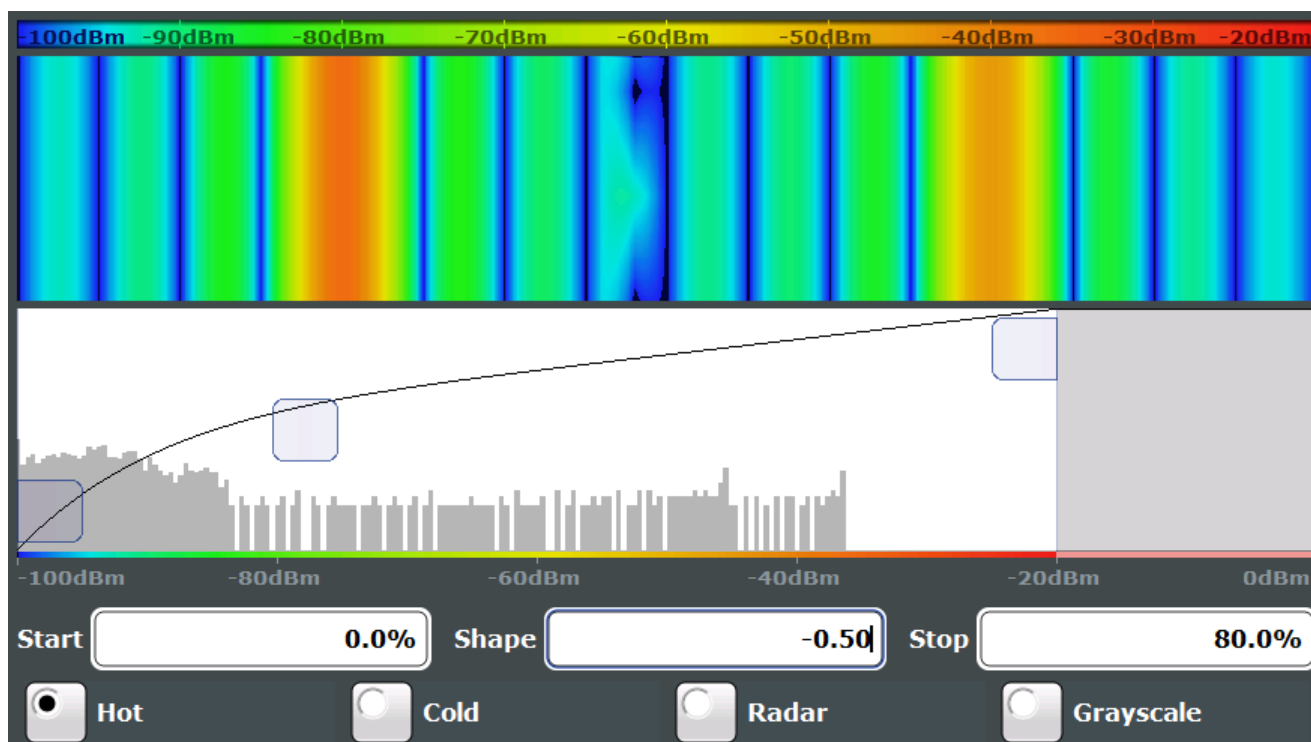 -100dBm -90dBm -80dBm -70dBm -60dBm -50dBm -40dBm -30dBm -20dBm
-100dBm -80dBm -60dBm -40dBm -20dBm 0dBm
Start 0.0% Shape -0.50 Stop 80.0%
Hot Cold Radar Grayscale